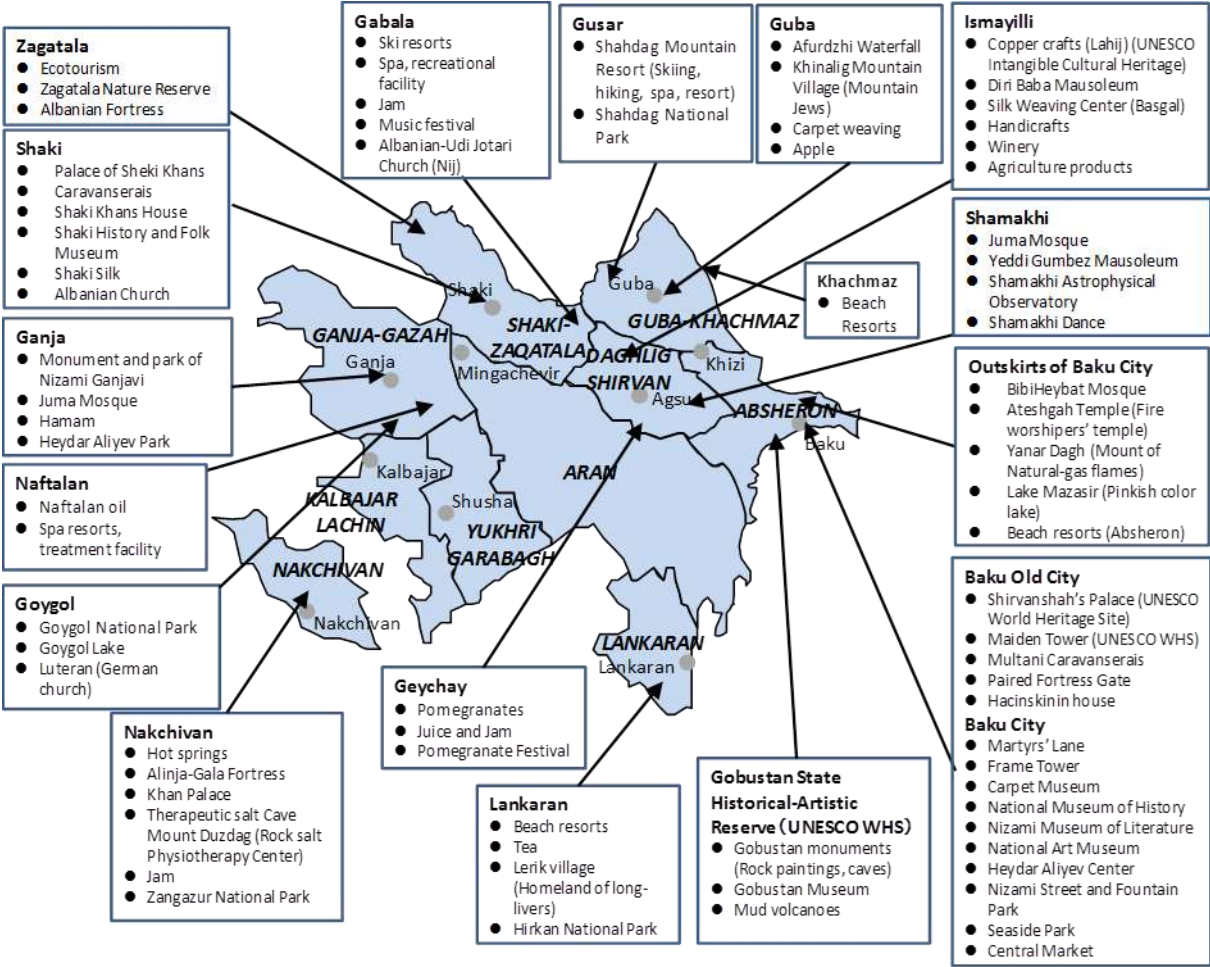 Zagatala
● Ecotourism
● Zagatala Nature Reserve
● Albanian Fortress
Shaki
● Palace of Sheki Khans
● Caravanserais
● Shaki Khans House
● Shaki History and Folk
Museum
● Shaki Silk
● Albanian Church
Ganja
● Monument and park of
Nizami Ganjavi
● Juma Mosque
● Hamam
● Heydar Aliyev Park
Naftalan
● Naftalan oil
● Spa resorts,
treatment facility
Goygol
● Goygol National Park
● Goygol Lake
● Luteran (German
church)
Nakchivan
● Hot springs
● Alinja-Gala Fortress
● Khan Palace
● Therapeutic salt Cave
Mount Duzdag (Rock salt
Physiotherapy Center)
● Jam
● Zangazur National Park
Gabala
● Ski resorts
● Spa, recreational
facility
● Jam
● Music festival
● Albanian-Udi Jotari
Church (Nij)
Gusar
● Shahdag Mountain
Resort (Skiing,
hiking, spa, resort)
● Shahdag National
Park
Guba
● Afurdzhi Waterfall
● Khinalig Mountain
Village (Mountain
Jews)
● Carpet weaving
● Apple
Ismayilli
● Copper crafts (Lahij) (UNESCO
Intangible Cultural Heritage)
● Diri Baba Mausoleum
● Silk Weaving Center (Basgal)
● Handicrafts
● Winery
● Agriculture products
Shamakhi
● Juma Mosque
● Yeddi Gumbez Mausoleum
● Shamakhi Astrophysical
Observatory
● Shamakhi Dance
Khachmaz
● Beach
Resorts
Outskirts of Baku City
● BibiHeybat Mosque
● Ateshgah Temple (Fire
worshipers' temple)
● Yanar Dagh (Mount of
Natural-gas flames)
● Lake Mazasir (Pinkish color
lake)
● Beach resorts (Absheron)
Baku Old City
● Shirvanshah's Palace (UNESCO
World Heritage Site)
● Maiden Tower (UNESCO WHS)
● Multani Caravanserais
● Paired Fortress Gate
● Hacinskinin house
Baku City
● Martyrs' Lane
● Frame Tower
● Carpet Museum
● National Museum of History
● Nizami Museum of Literature
● National Art Museum
● Heydar Aliyev Center
● Nizami Street and Fountain
Park
● Seaside Park
● Central Market
Geychay
● Pomegranates
● Juice and Jam
● Pomegranate Festival
Lankaran
● Beach resorts
● Tea
● Lerik village
(Homeland of long-
livers)
● Hirkan National Park
Gobustan State
Historical-Artistic
Reserve (UNESCO WHS)
● Gobustan monuments
(Rock paintings, caves)
● Gobustan Museum
● Mud volcanoes
Shaki
Guba
GANJA-GAZAH
SHAKI-
ZAQATALA
GUBA-KHACHMAZ
DAGHLIG
SHIRVAN
Ganja
Mingachevir
Khizi
Agsu
ABSHERON
Baku
Kalbajar
ARAN
KALBAJAR
LACHIN
Shusha
YUKHRI
GARABAGH
NAKCHIVAN
Nakchivan
LANKARAN
Lankaran